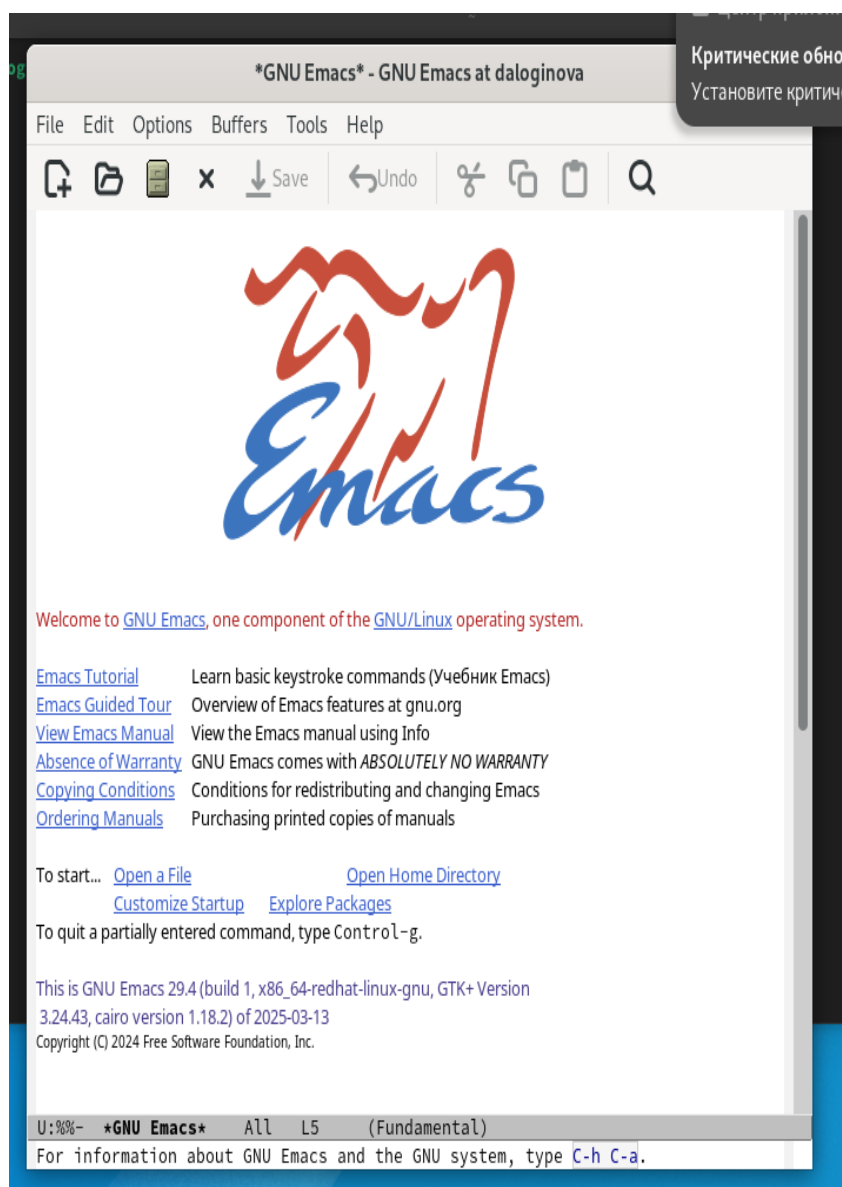 Критические
Установите
*GNU Emacs* - GNU Emacs at daloginova
File Edit Options Buffers Tools Help
Save Undo
Emacs
Welcome to GNU Emacs, one component of the GNU/Linux operating system.
Emacs Tutorial Learn basic keystroke commands (Учебник Emacs)
Emacs Guided Tour Overview of Emacs features at gnu.org
View Emacs Manual View the Emacs manual using Info
Absence of Warranty GNU Emacs comes with ABSOLUTELY NO WARRANTY
Copying Conditions Conditions for redistributing and changing Emacs
Ordering Manuals Purchasing printed copies of manuals
To start... Open a File Open Home Directory
Customize Startup Explore Packages
To quit a partially entered command, type Control-g.
This is GNU Emacs 29.4 (build 1, x86_64-redhat-linux-gnu, GTK+ Version
3.24.43, cairo version 1.18.2) of 2025-03-13
Copyright (C) 2024 Free Software Foundation, Inc.
U:%%- *GNU Emacs* All L5 (Fundamental)
For information about GNU Emacs and the GNU system, type C-h C-a.